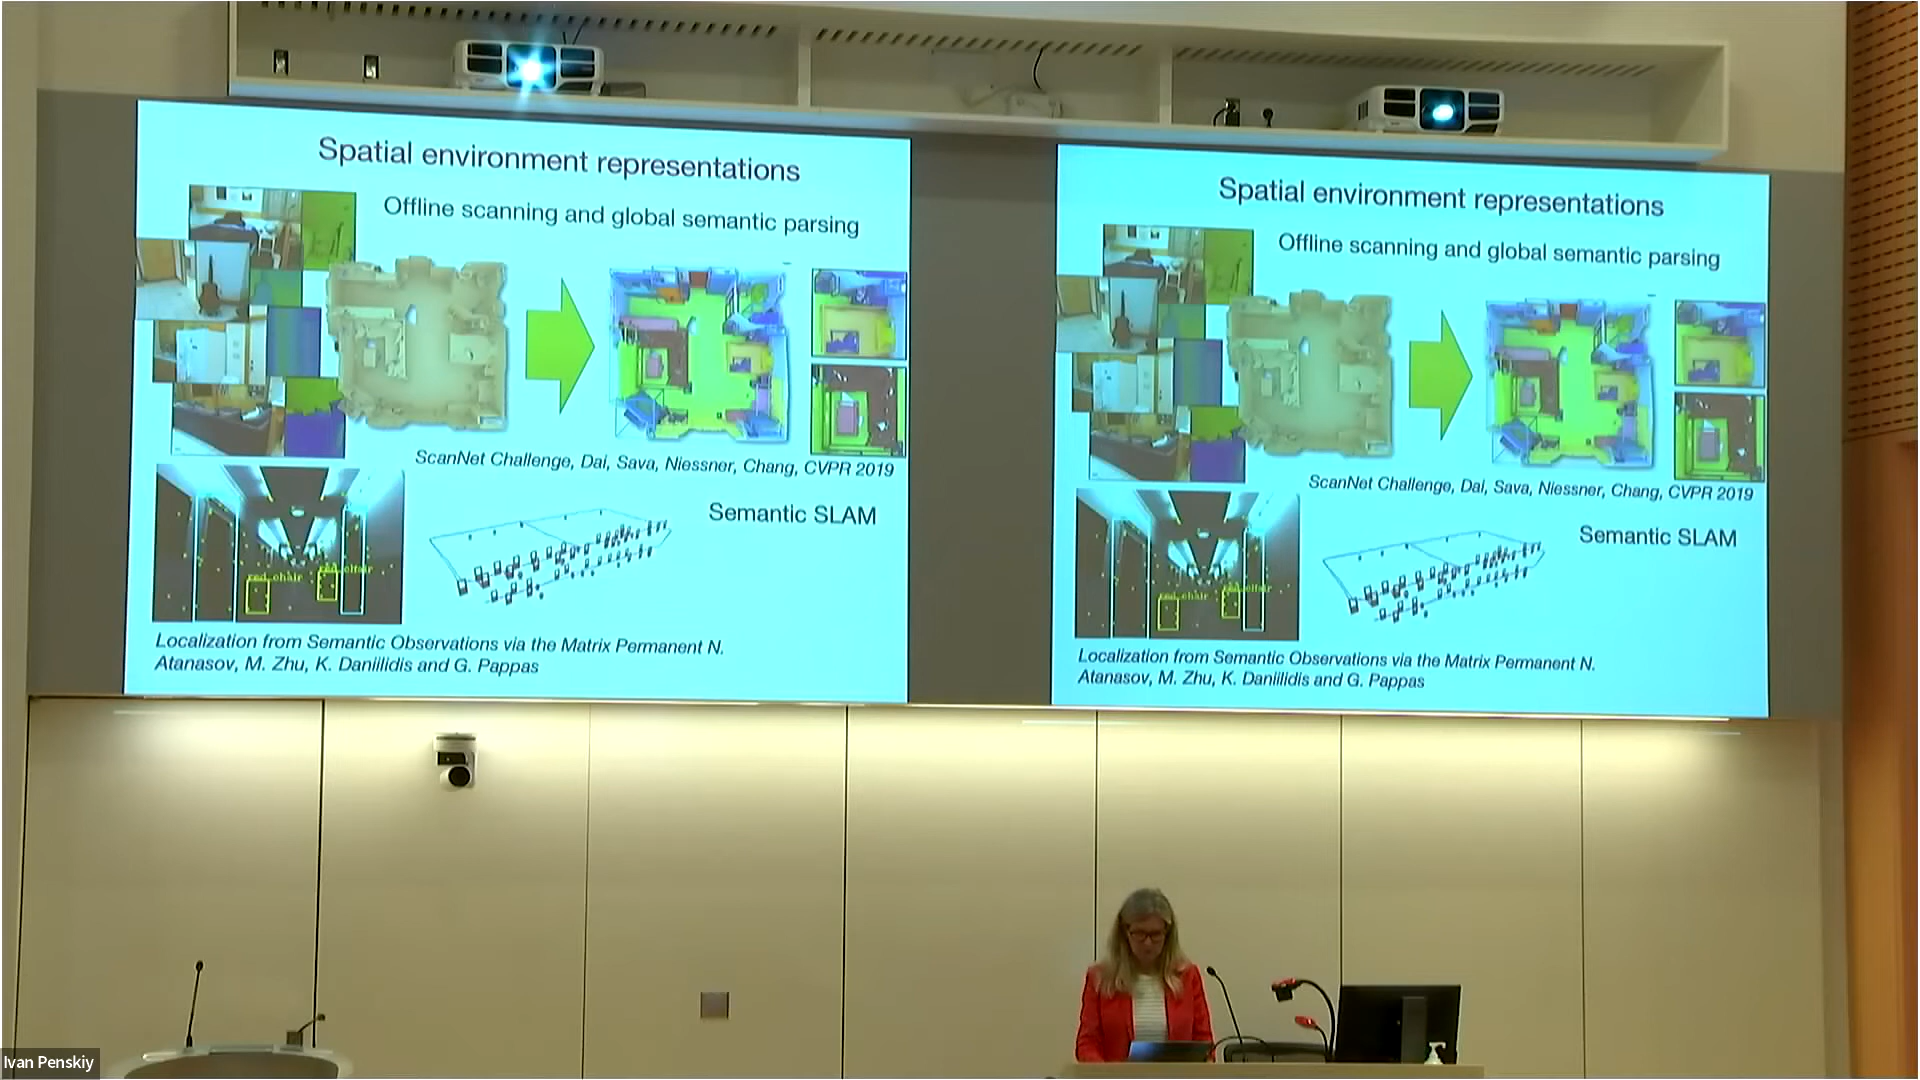 Spatial environment representations
Offline scanning and global semantic parsing
ScanNet Challenge, Dai, Sava, Niessner, Chang, CVPR 2019
Semantic SLAM
red_chair
Localization from Semantic Observations via the Matrix Permanent N.
Atanasov, M. Zhu, K. Daniilidis and G. Pappas
Spatial environment representations
Offline scanning and global semantic parsing
ScanNet Challenge, Dai, Sava, Niessner, Chang, CVPR 2019
Semantic SLAM
red_chair
Localization from Semantic Observations via the Matrix Permanent N.
Atanasov, M. Zhu, K. Daniilidis and G. Pappas
Ivan Penskiy